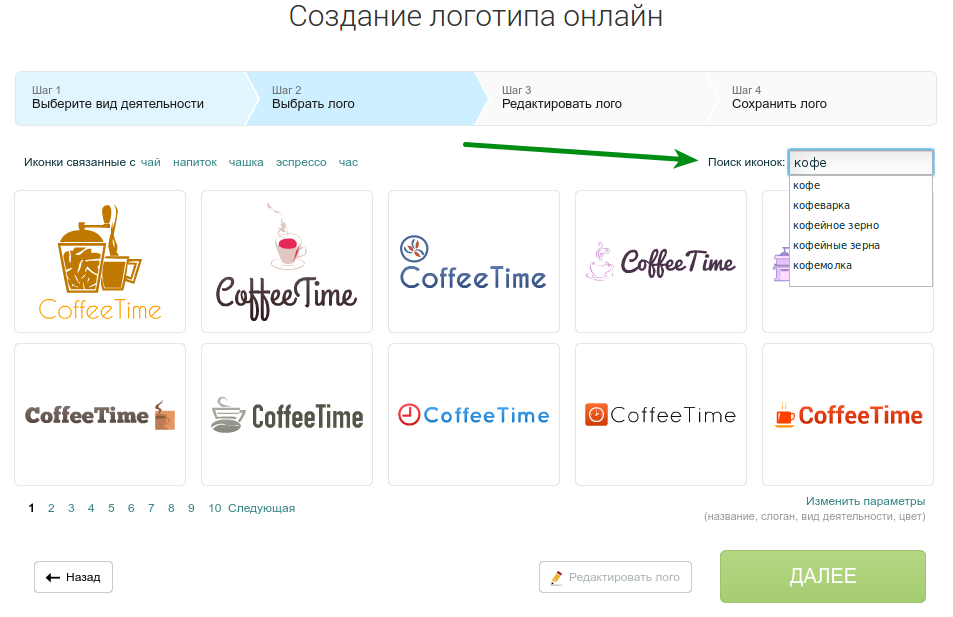 Создание логотипа онлайн
Шаг 1
Выберите вид деятельности
Шаг 2
Выбрать лого
Шаг 3
Редактировать лого
Шаг 4
Сохранить лого
Иконки связанные с чай напиток чашка эспрессо час
Поиск иконок: кофе
кофе
кофеварка
кофейное зерно
кофейные зерна
кофемолка
CoffeeTime
CoffeeTime
CoffeeTime
CoffeeTime
CoffeeTime
CoffeeTime
CoffeeTime
CoffeeTime
CoffeeTime
1 2 3 4 5 6 7 8 9 10 Следующая
Изменить параметры
(название, слоган, вид деятельности, цвет)
Назад
Редактировать лого
ДАЛЕЕ